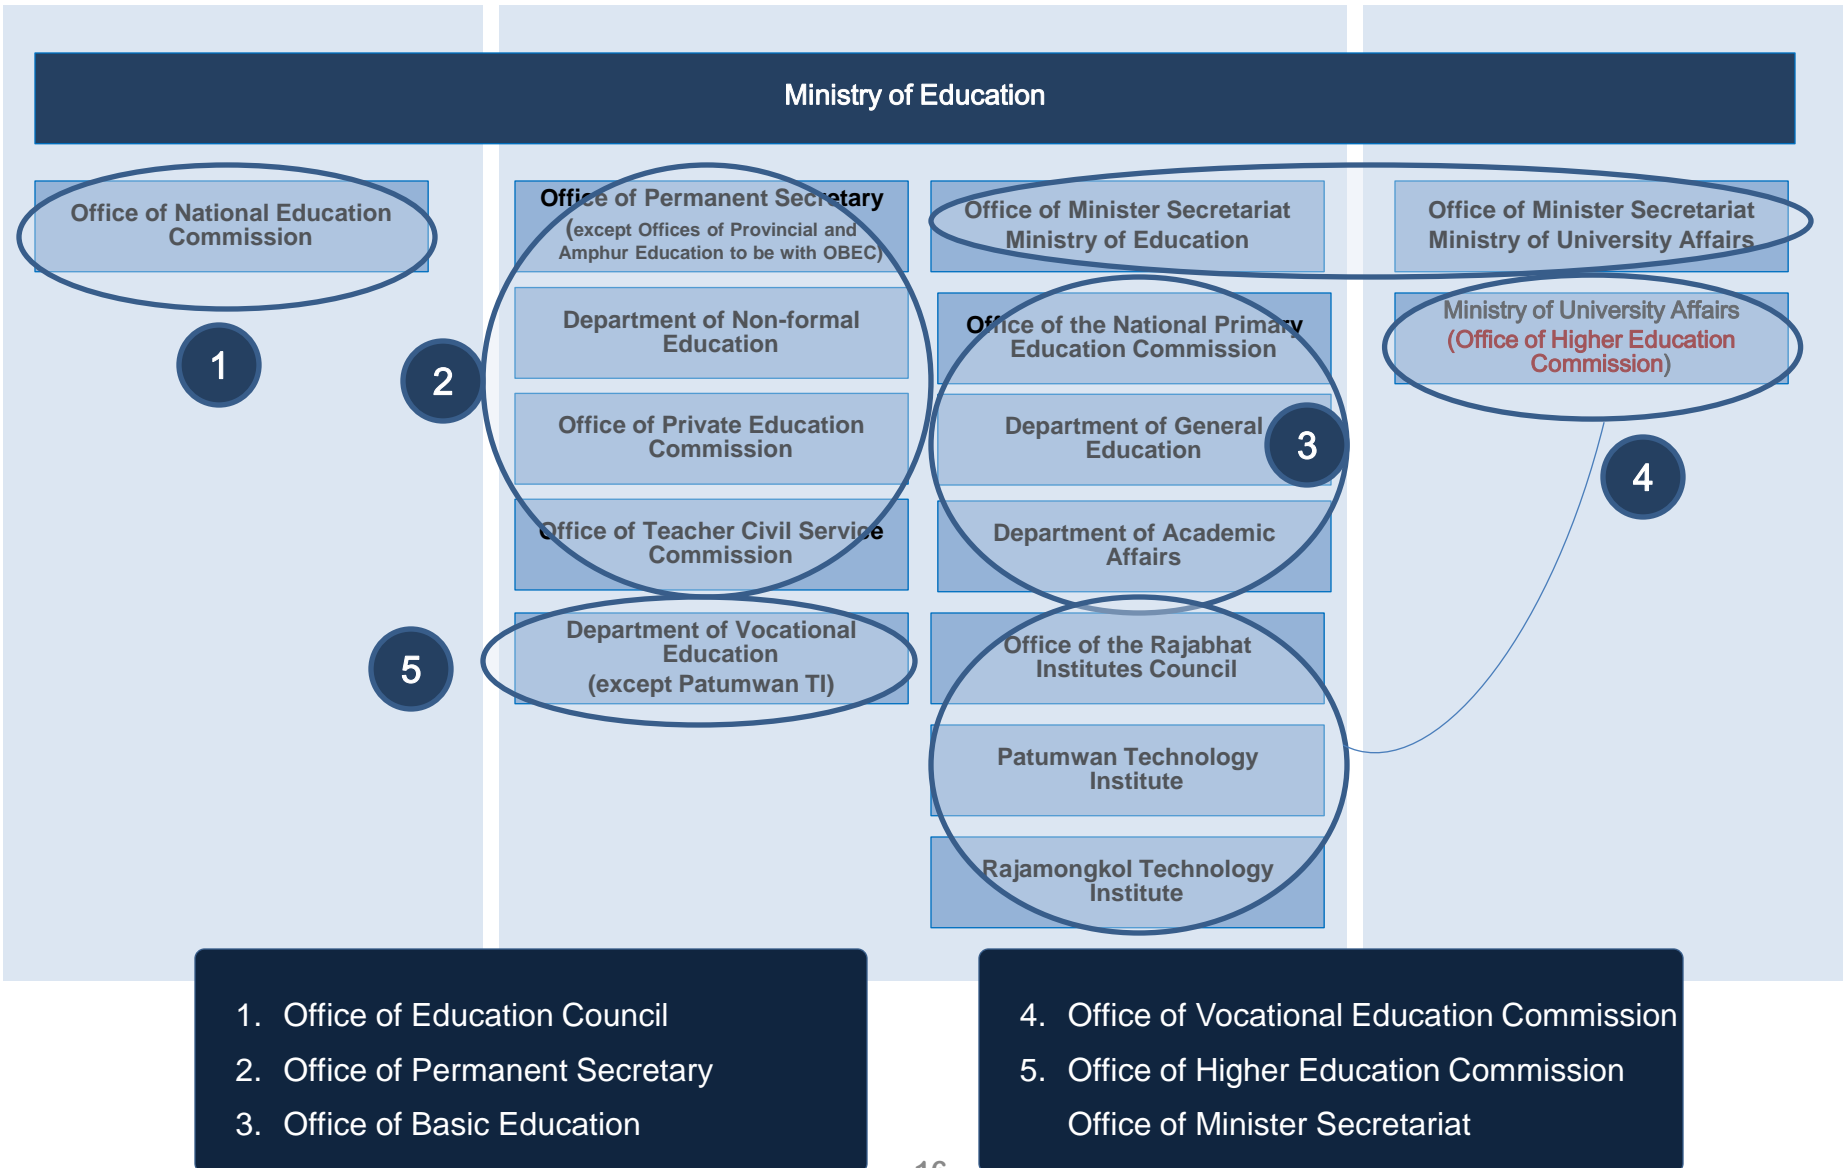 Ministry of Education
Office of National Education
Commission
1
Office of Permanent Secretary
(except Offices of Provincial and
Amphur Education to be with OBEC)
Department of Non-formal
Education
2
Office of Private Education
Commission
Office of Teacher Civil Service
Commission
Department of Vocational
Education
(except Patumwan TI)
5
Office of Minister Secretariat
Ministry of Education
Office of the National Primary
Education Commission
Department of General
Education
3
Department of Academic
Affairs
Office of the Rajabhat
Institutes Council
Patumwan Technology
Institute
Rajamongkol Technology
Institute
Office of Minister Secretariat
Ministry of University Affairs
Ministry of University Affairs
(Office of Higher Education
Commission)
4
1. Office of Education Council
2. Office of Permanent Secretary
3. Office of Basic Education
4. Office of Vocational Education Commission
5. Office of Higher Education Commission
Office of Minister Secretariat
16